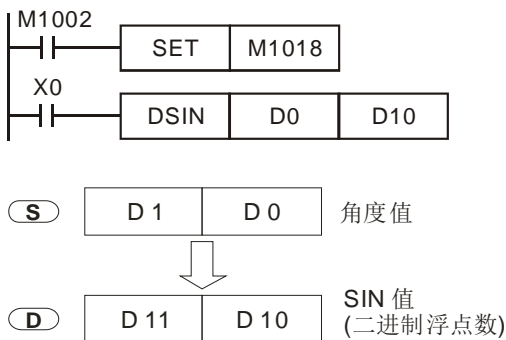 M1002
SET M1018
X0
DSIN D0 D10
S D 1 D 0 角度值
D D 11 D 10 SIN 值
(二进制浮点数)